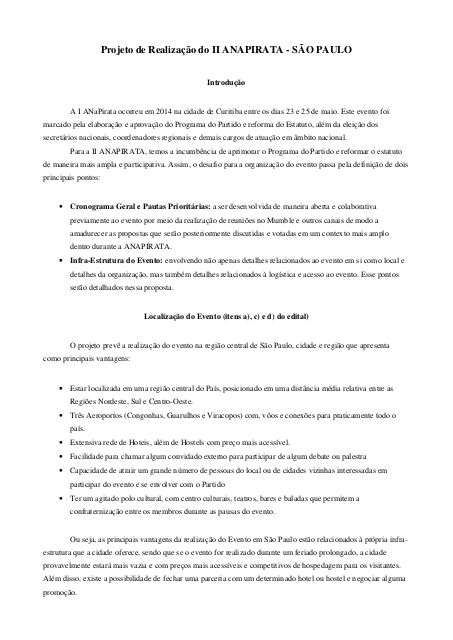 Projeto de Realização do II ANAPIRATA - SÃO PAULO
Introdução
A I ANaPirata ocorreu em 2014 na cidade de Curitiba entre os dias 23 e 25 de maio. Este evento foi
marcado pela elaboração e aprovação do Programa do Partido e reforma do Estatuto, além da eleição dos
secretários nacionais, coordenadores regionais e demais cargos de atuação em âmbito nacional.
Para a II ANAPIRATA, temos a incumbência de aprimorar o Programa do Partido e reformar o estatuto
de maneira mais ampla e participativa. Assim, o desafio para a organização do evento passa pela definição de dois
principais pontos:
• Cronograma Geral e Pautas Prioritárias: a ser desenvolvida de maneira aberta e colaborativa
previamente ao evento por meio da realização de reuniões no Mumble e outros canais de modo a
amadurecer as propostas que serão posteriormente discutidas e votadas em um contexto mais amplo
dentro durante a ANAPIRATA.
• Infra-Estrutura do Evento: envolvendo não apenas detalhes relacionados ao evento em si como local e
detalhes da organização, mas também detalhes relacionados à logística e acesso ao evento. Esse pontos
serão detalhados nessa proposta.
Localização do Evento (itens a), c) e d) do edital)
O projeto prevê a realização do evento na região central de São Paulo, cidade e região que apresenta
como principais vantagens:
• Estar localizada em uma região central do País, posicionado em uma distância média relativa entre as
Regiões Nordeste, Sul e Centro-Oeste.
• Três Aeroportos (Congonhas, Guarulhos e Viracopos) com, vôos e conexões para praticamente todo o
país.
• Extensiva rede de Hoteis, além de Hostels com preço mais acessível.
• Facilidade para chamar algum convidado externo para participar de algum debate ou palestra
• Capacidade de atrair um grande número de pessoas do local ou de cidades vizinhas interessadas em
participar do evento e se envolver com o Partido
• Ter um agitado polo cultural, com centro culturais, teatros, bares e baladas que permitem a
confraternização entre os membros durante as pausas do evento.
Ou seja, as principais vantagens da realização do Evento em São Paulo estão relacionados à própria infra-
estrutura que a cidade oferece, sendo que se o evento for realizado durante um feriado prolongado, a cidade
provavelmente estará mais vazia e com preços mais acessíveis e competitivos de hospedagem para os visitantes.
Além disso, existe a possibilidade de fechar uma parceria com um determinado hotel ou hostel e negociar alguma
promoção.